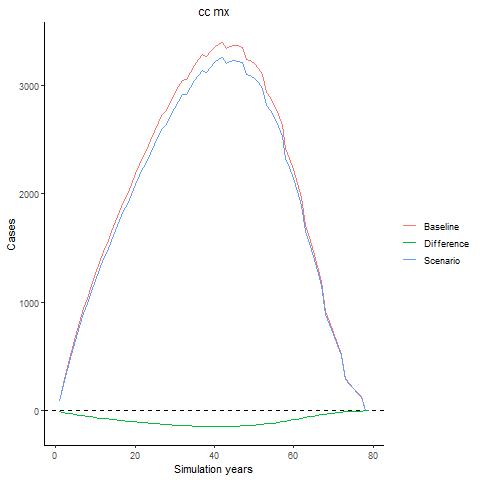 cc mx
Cases
3000
2000
1000
0
0 20 40 60 80
Simulation years
Baseline
Difference
Scenario